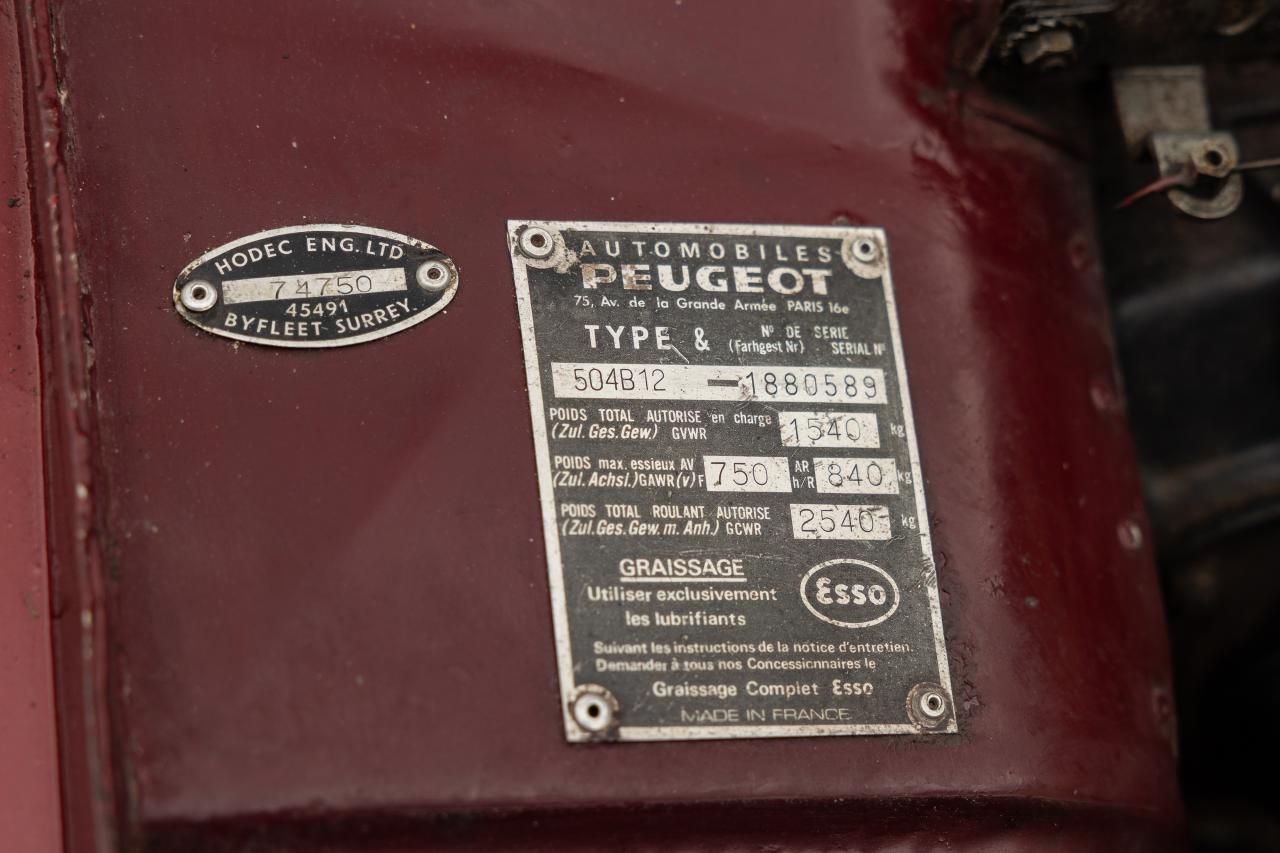 HODEC ENG. LTD
74750
45491
BYFLEET SURREY.
AUTOMOBILES
PEUGEOT
75, Av. de la Grande Armée PARIS 16e
TYPE & Nº DE SERIE
(Farhgest Nr) SERIAL Nº
504B12 — 1880589
POIDS TOTAL AUTORISE en charge
(Zul. Ges. Gew.) GVWR 1540 kg
POIDS max. essieux AV AR
(Zul. Achsl.) GAWR (v) F 750 h/R 840 kg
POIDS TOTAL ROULANT AUTORISE
(Zul. Ges. Gew. m. Anh.) GCWR 2540 kg
GRAISSAGE
Utiliser exclusivement
les lubrifiants
Esso
Suivant les instructions de la notice d'entretien.
Demander à tous nos Concessionnaires le
Graissage Complet Esso
MADE IN FRANCE